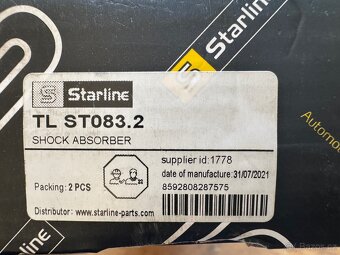 Starline
S Starline
TL ST083.2
SHOCK ABSORBER
supplier id:1778
date of manufacture: 31/07/2021
Packing: 2 PCS
8592808287575
Distributor: www.starline-parts.com
Automo